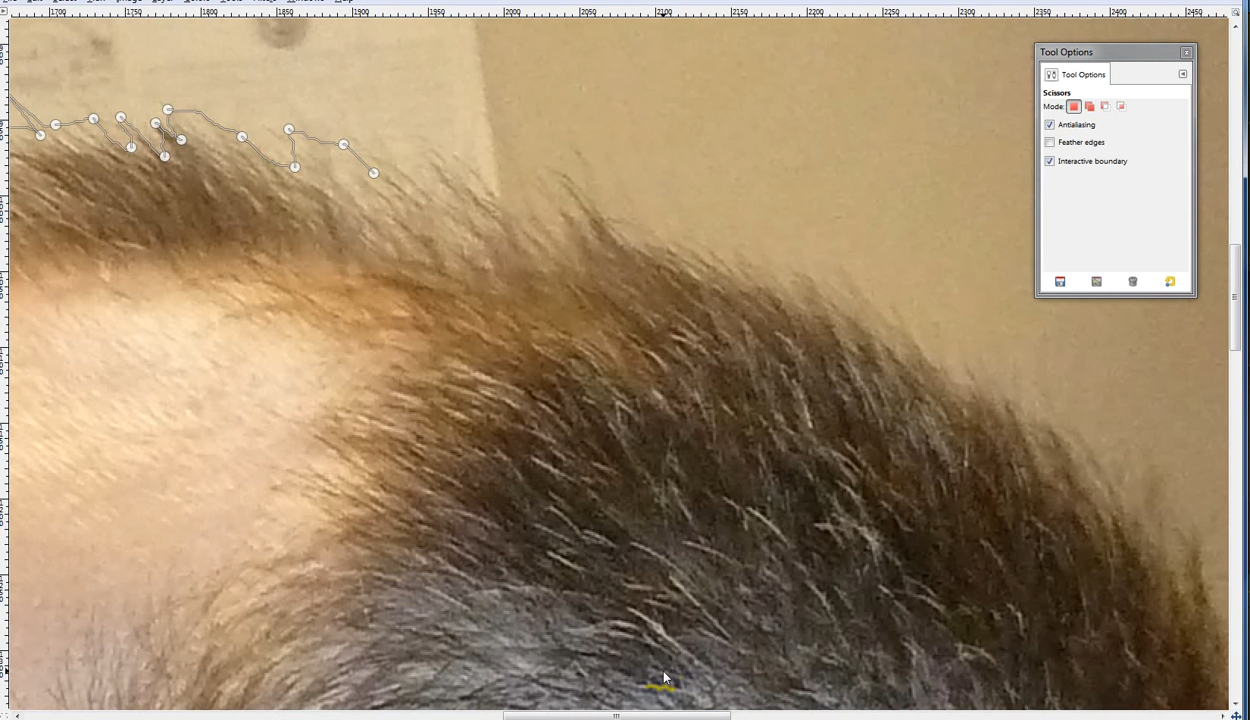 1700 1750 1800 1850 1900 1950 2000 2050 2100 2150 2200 2250 2300 2350 2400 2450
Tool Options
Tool Options
Scissors
Mode:
Antialiasing
Feather edges
Interactive boundary